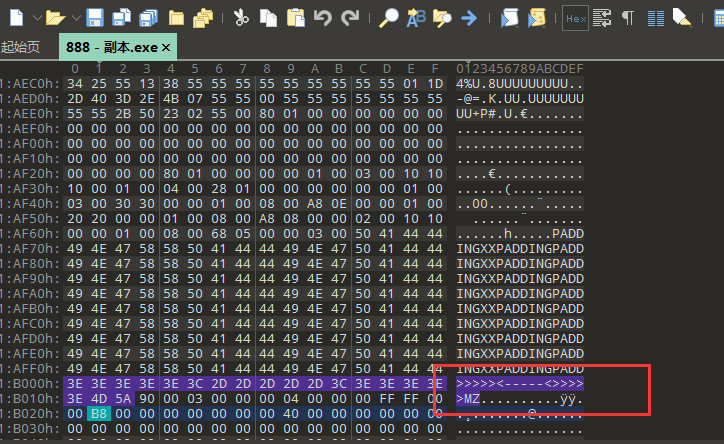 Hex
起始页 888 - 副本.exe ×
0 1 2 3 4 5 6 7 8 9 A B C D E F 0123456789ABCDEF
1:AEC0h: 34 25 55 13 38 55 55 55 55 55 55 55 55 55 01 1D 4%U.8UUUUUUUUU..
1:AED0h: 2D 40 3D 2E 4B 07 55 55 00 55 55 55 55 55 55 55 -@=.K.UU.UUUUUUU
1:AEE0h: 55 55 2B 50 23 02 55 00 80 01 00 00 00 00 00 00 UU+P#.U.€.......
1:AEF0h: 00 00 00 00 00 00 00 00 00 00 00 00 00 00 00 00 ................
1:AF00h: 00 00 00 00 00 00 00 00 00 00 00 00 00 00 00 00 ................
1:AF10h: 00 00 00 00 00 00 00 00 00 00 00 00 00 00 00 00 ................
1:AF20h: 00 00 00 00 80 01 00 00 00 00 01 00 03 00 10 10 ....€...........
1:AF30h: 10 00 01 00 04 00 28 01 00 00 00 00 00 00 01 00 ......(.........
1:AF40h: 03 00 30 30 00 00 01 00 08 00 A8 0E 00 00 01 00 ..00......¨.....
1:AF50h: 20 20 00 00 01 00 08 00 A8 08 00 00 02 00 10 10   ......¨.......
1:AF60h: 00 00 01 00 08 00 68 05 00 00 03 00 50 41 44 44 ......h.....PADD
1:AF70h: 49 4E 47 58 58 50 41 44 44 49 4E 47 50 41 44 44 INGXXPADDINGPADD
1:AF80h: 49 4E 47 58 58 50 41 44 44 49 4E 47 50 41 44 44 INGXXPADDINGPADD
1:AF90h: 49 4E 47 58 58 50 41 44 44 49 4E 47 50 41 44 44 INGXXPADDINGPADD
1:AFA0h: 49 4E 47 58 58 50 41 44 44 49 4E 47 50 41 44 44 INGXXPADDINGPADD
1:AFB0h: 49 4E 47 58 58 50 41 44 44 49 4E 47 50 41 44 44 INGXXPADDINGPADD
1:AFC0h: 49 4E 47 58 58 50 41 44 44 49 4E 47 50 41 44 44 INGXXPADDINGPADD
1:AFD0h: 49 4E 47 58 58 50 41 44 44 49 4E 47 50 41 44 44 INGXXPADDINGPADD
1:AFE0h: 49 4E 47 58 58 50 41 44 44 49 4E 47 50 41 44 44 INGXXPADDINGPADD
1:AFF0h: 49 4E 47 58 58 50 41 44 44 49 4E 47 50 41 44 44 INGXXPADDINGPADD
1:B000h: 3E 3E 3E 3E 3E 3C 2D 2D 2D 2D 2D 3C 3E 3E 3E 3E >>>>><-----<>>>>
1:B010h: 3E 4D 5A 90 00 03 00 00 00 04 00 00 00 FF FF 00 >MZ..........ÿÿ.
1:B020h: 00 B8 00 00 00 00 00 00 00 40 00 00 00 00 00 00 .¸.......@......
1:B030h: 00 00 00 00 00 00 00 00 00 00 00 00 00 00 00 00 ................